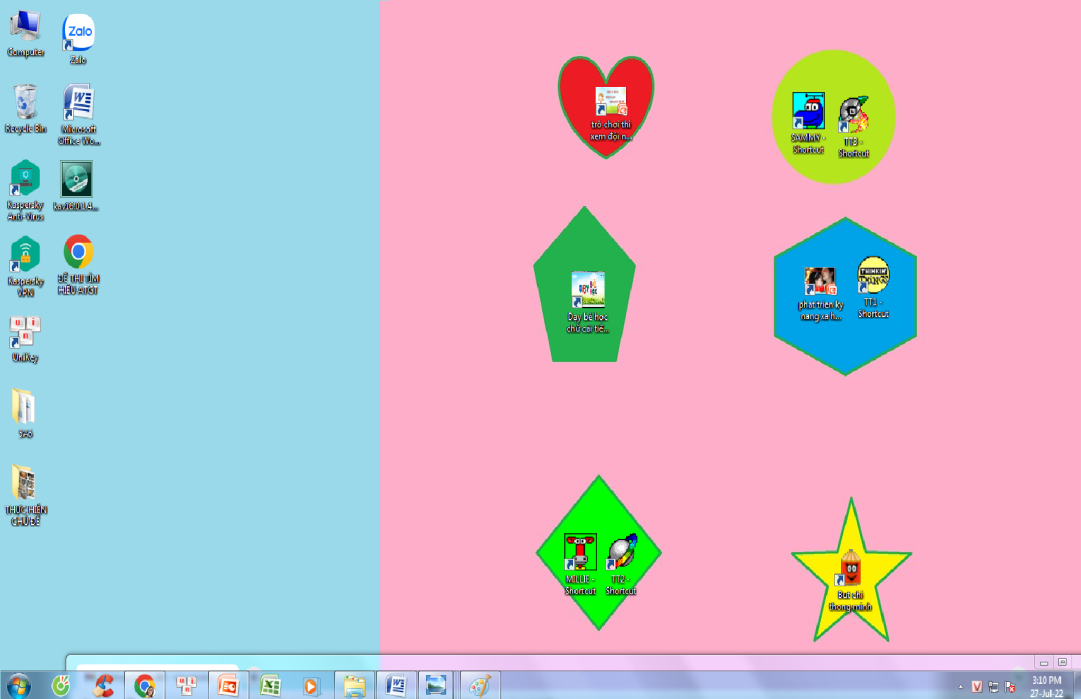 Computer
Zalo
Zalo
Recycle Bin
W
Microsoft
Office Wo...
Kaspersky
Anti-Virus
Kaspersky
VPN
ĐỀ THI TÌM
HIỂU ATGT
UniKey
THỰC HIỆN
CHỦ ĐỀ
trò chơi thi
xem đội n...
SAMMY -
Shortcut
TT3 -
Shortcut
Dạy bé học
chữ cái tiế...
phát triển kỹ
năng xã h...
THINKIN'
THINGS
TT1 -
Shortcut
MILLIE -
Shortcut
TT2 -
Shortcut
Bút chì
thông minh
3:10 PM
27-Jul-22